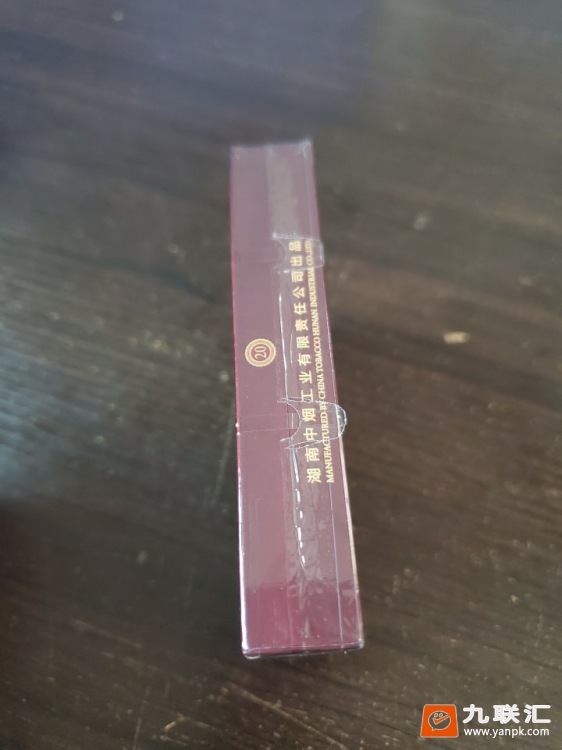 20
湖南中烟工业有限责任公司出品
MANUFACTURED BY CHINA TOBACCO HUNAN INDUSTRIAL CO.,LTD.
九联汇
www.yanpk.com